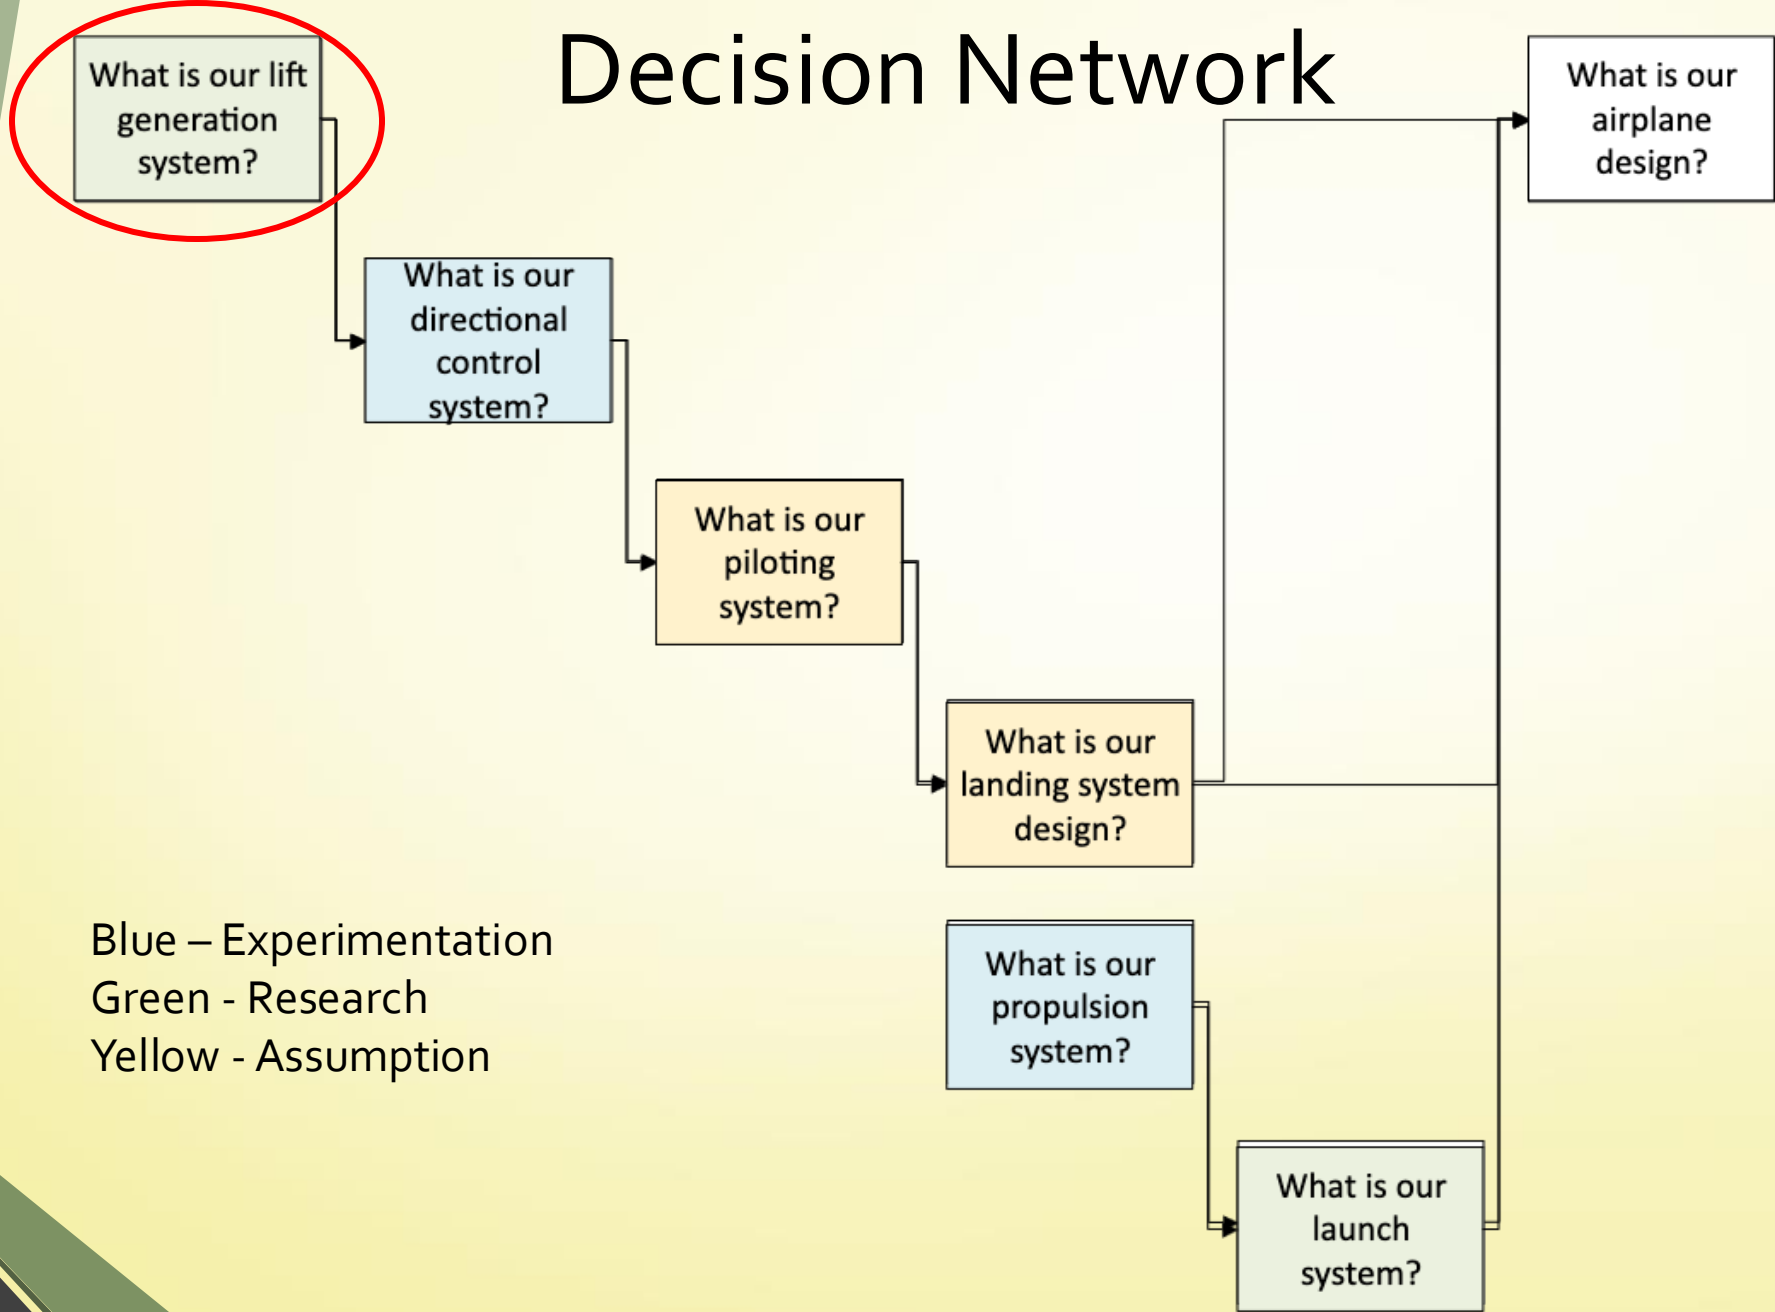 Decision Network
What is our lift
generation
system?
What is our
airplane
design?
What is our
directional
control
system?
What is our
piloting
system?
What is our
landing system
design?
What is our
propulsion
system?
What is our
launch
system?
Blue – Experimentation
Green - Research
Yellow - Assumption